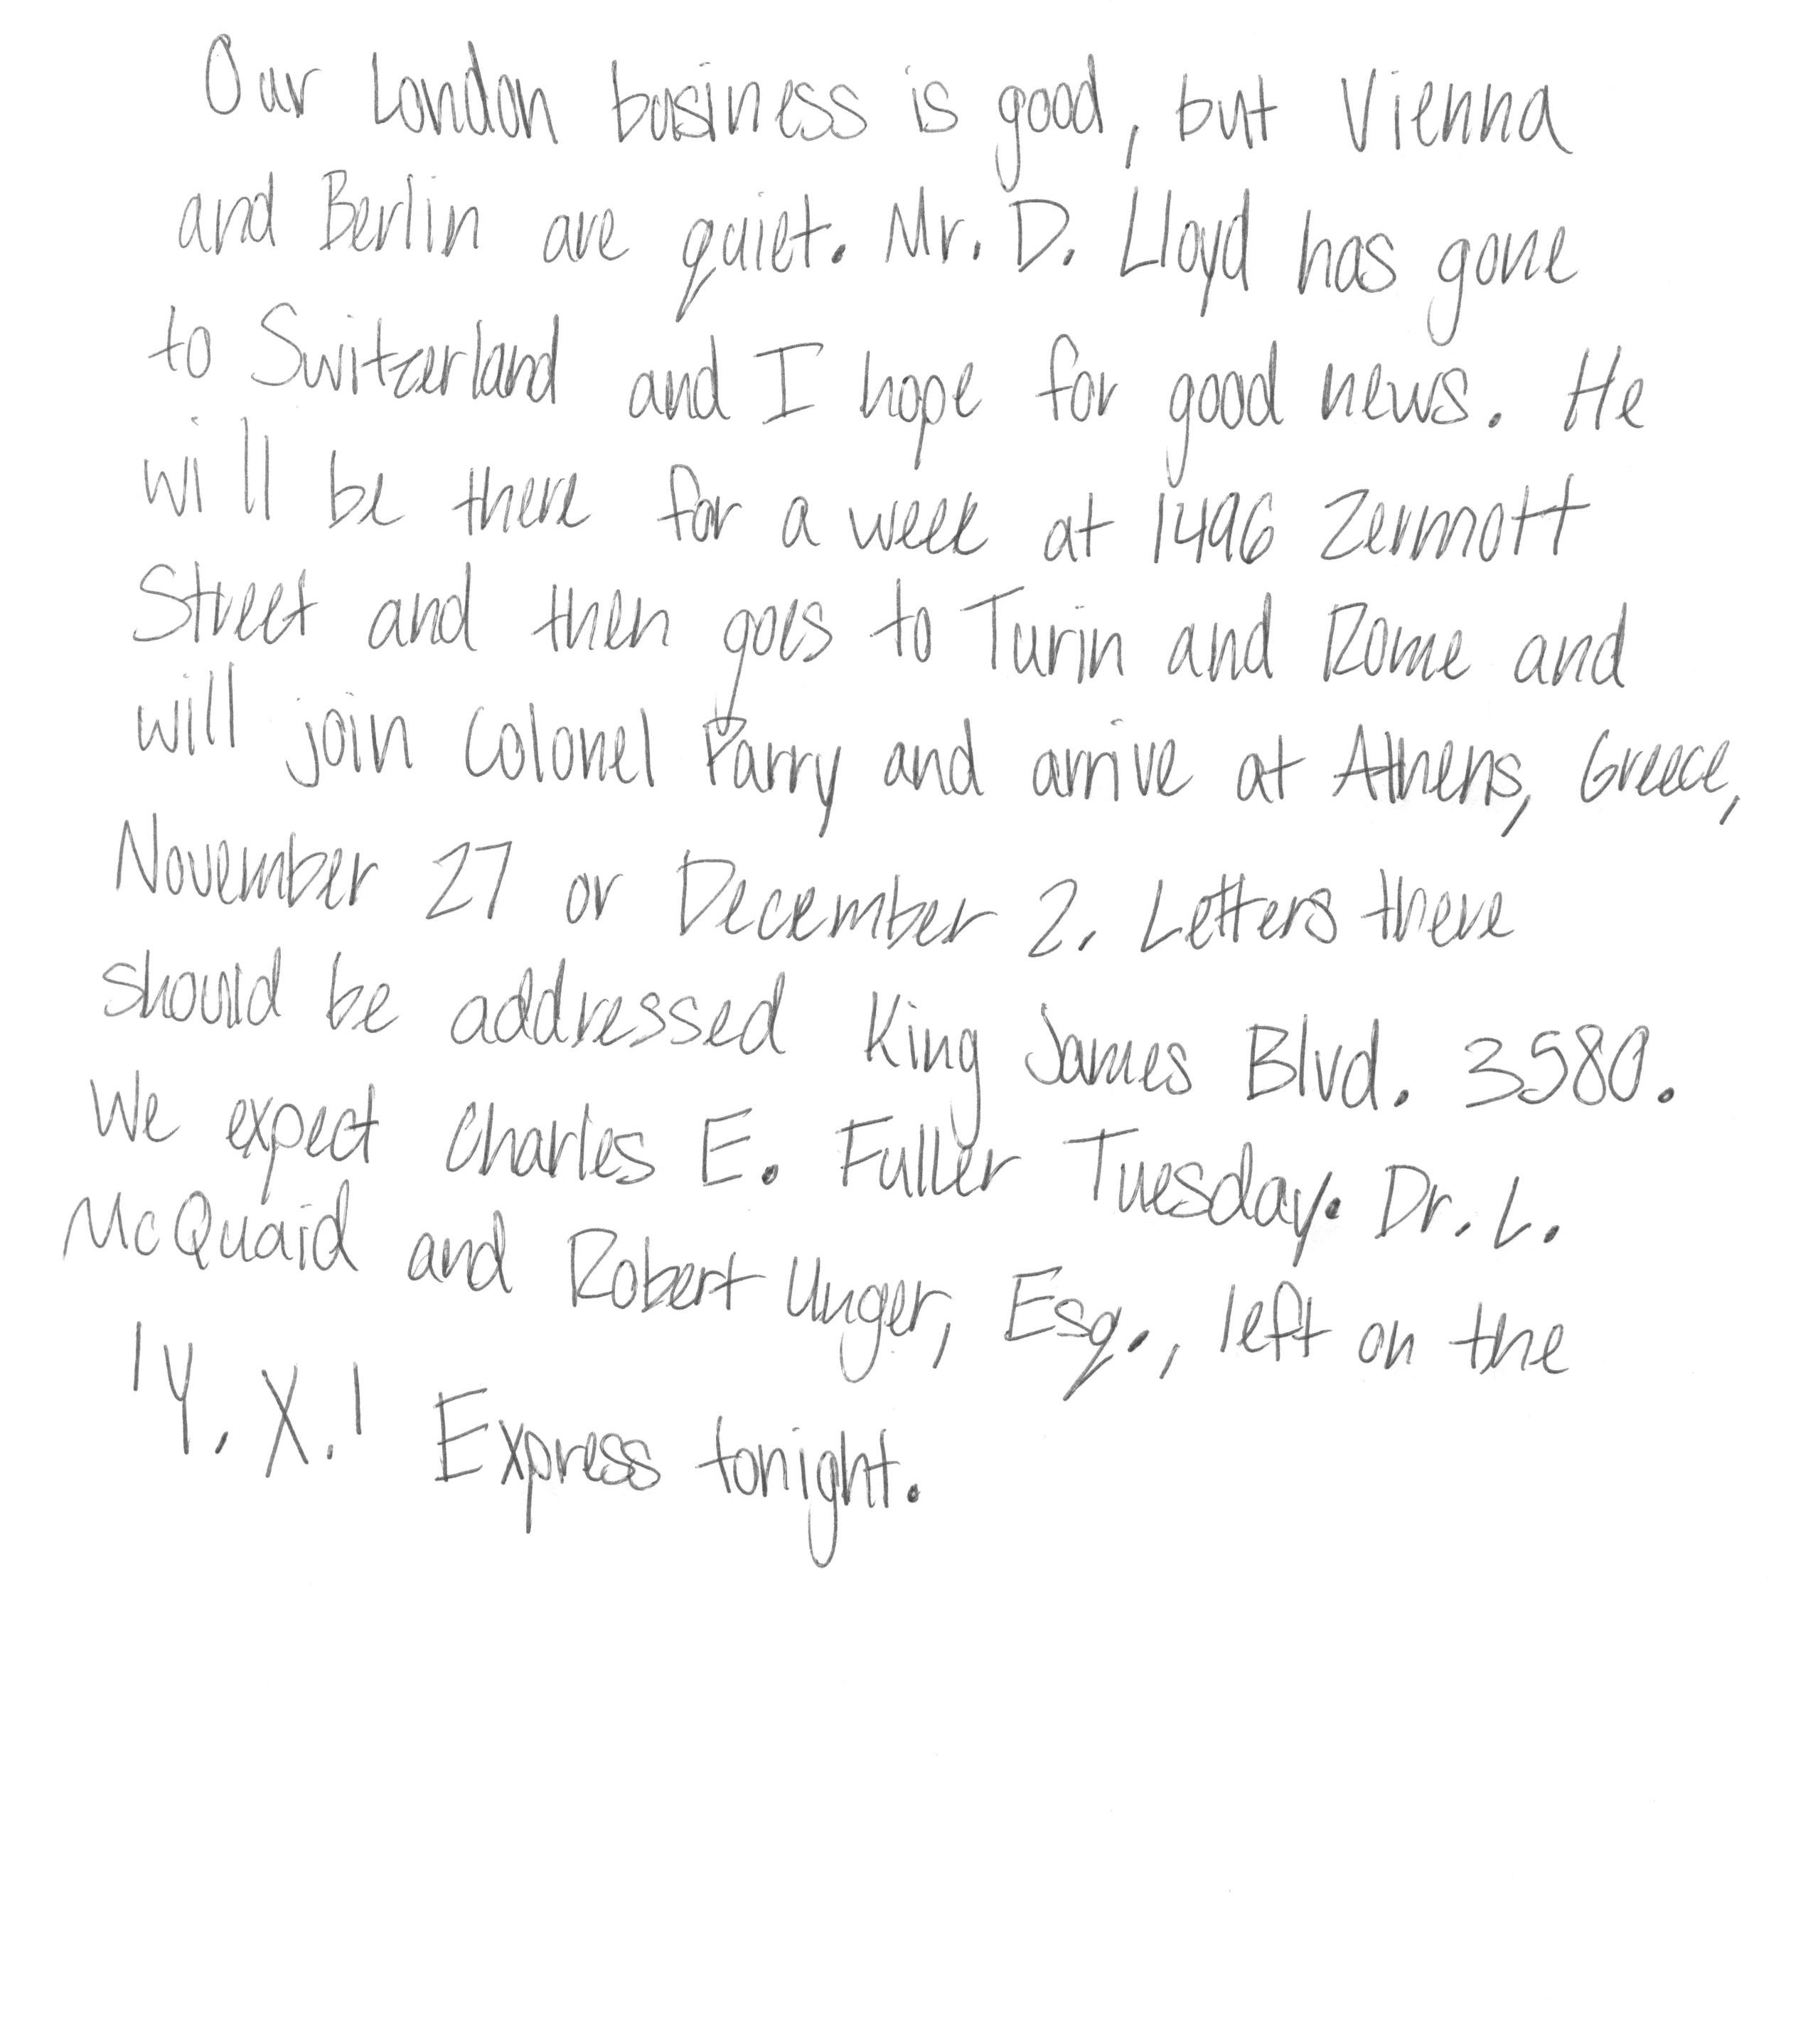 Our London business is good, but Vienna
and Berlin are quiet. Mr. D. Lloyd has gone
to Switzerland and I hope for good news. He
will be there for a week at 1496 Zermott
Street and then goes to Turin and Rome and
will join Colonel Parry and arrive at Athens, Greece,
November 27 or December 2. Letters there
should be addressed King James Blvd. 3580.
We expect Charles E. Fuller Tuesday. Dr. L.
McQuaid and Robert Unger, Esq., left on the
'Y. X.' Express tonight.